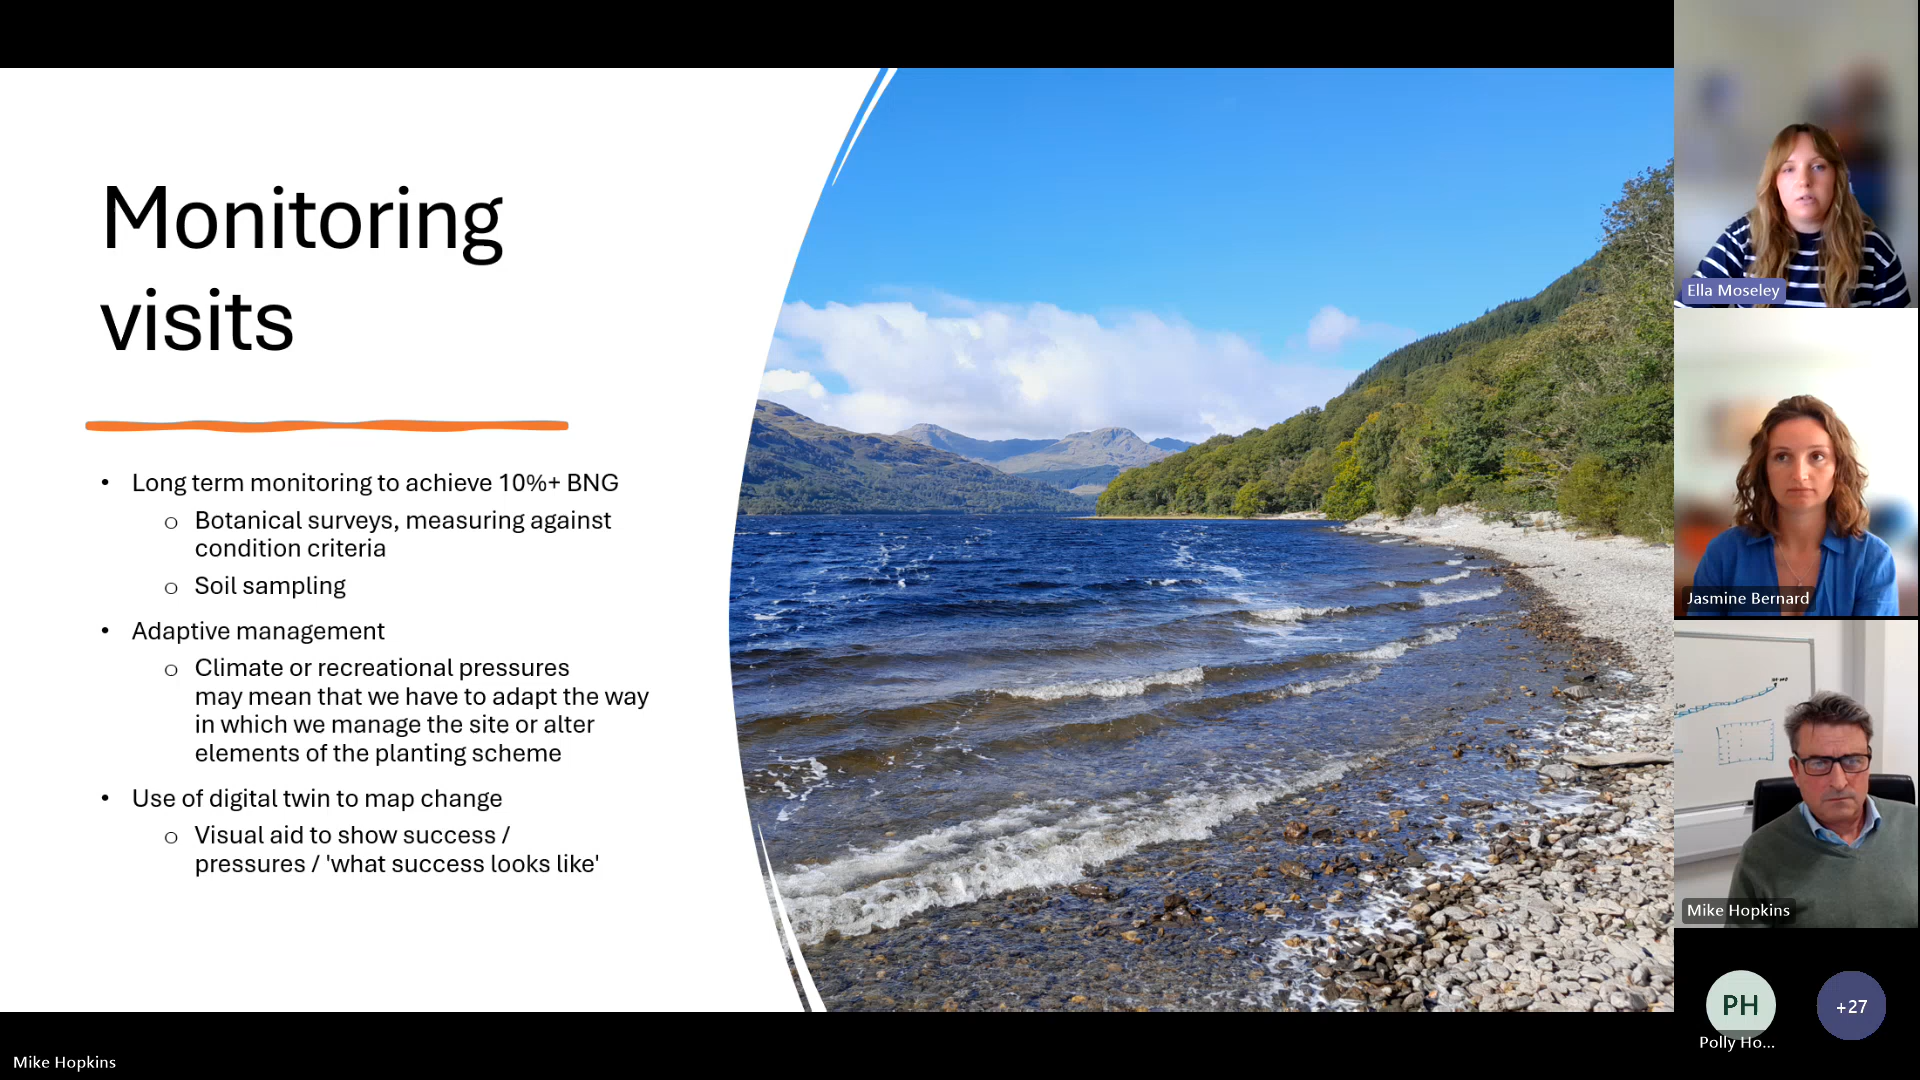 Monitoring
visits
• Long term monitoring to achieve 10%+ BNG
o Botanical surveys, measuring against
condition criteria
o Soil sampling
• Adaptive management
o Climate or recreational pressures
may mean that we have to adapt the way
in which we manage the site or alter
elements of the planting scheme
• Use of digital twin to map change
o Visual aid to show success /
pressures / 'what success looks like'
Ella Moseley
Jasmine Bernard
Mike Hopkins
PH
Polly Ho...
+27
Mike Hopkins